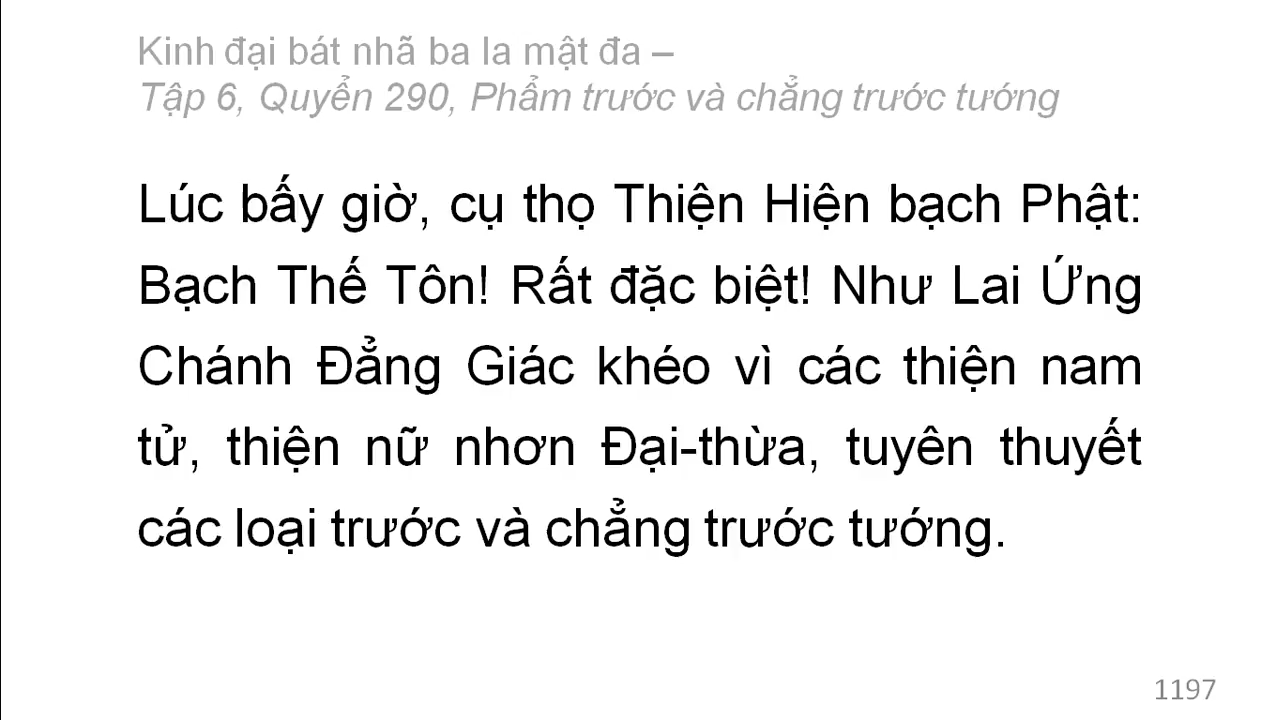 Kinh đại bát nhã ba la mật đa –
Tập 6, Quyển 290, Phẩm trước và chẳng trước tướng
Lúc bấy giờ, cụ thọ Thiện Hiện bạch Phật:
Bạch Thế Tôn! Rất đặc biệt! Như Lai Ứng
Chánh Đẳng Giác khéo vì các thiện nam
tử, thiện nữ nhơn Đại-thừa, tuyên thuyết
các loại trước và chẳng trước tướng.
1197